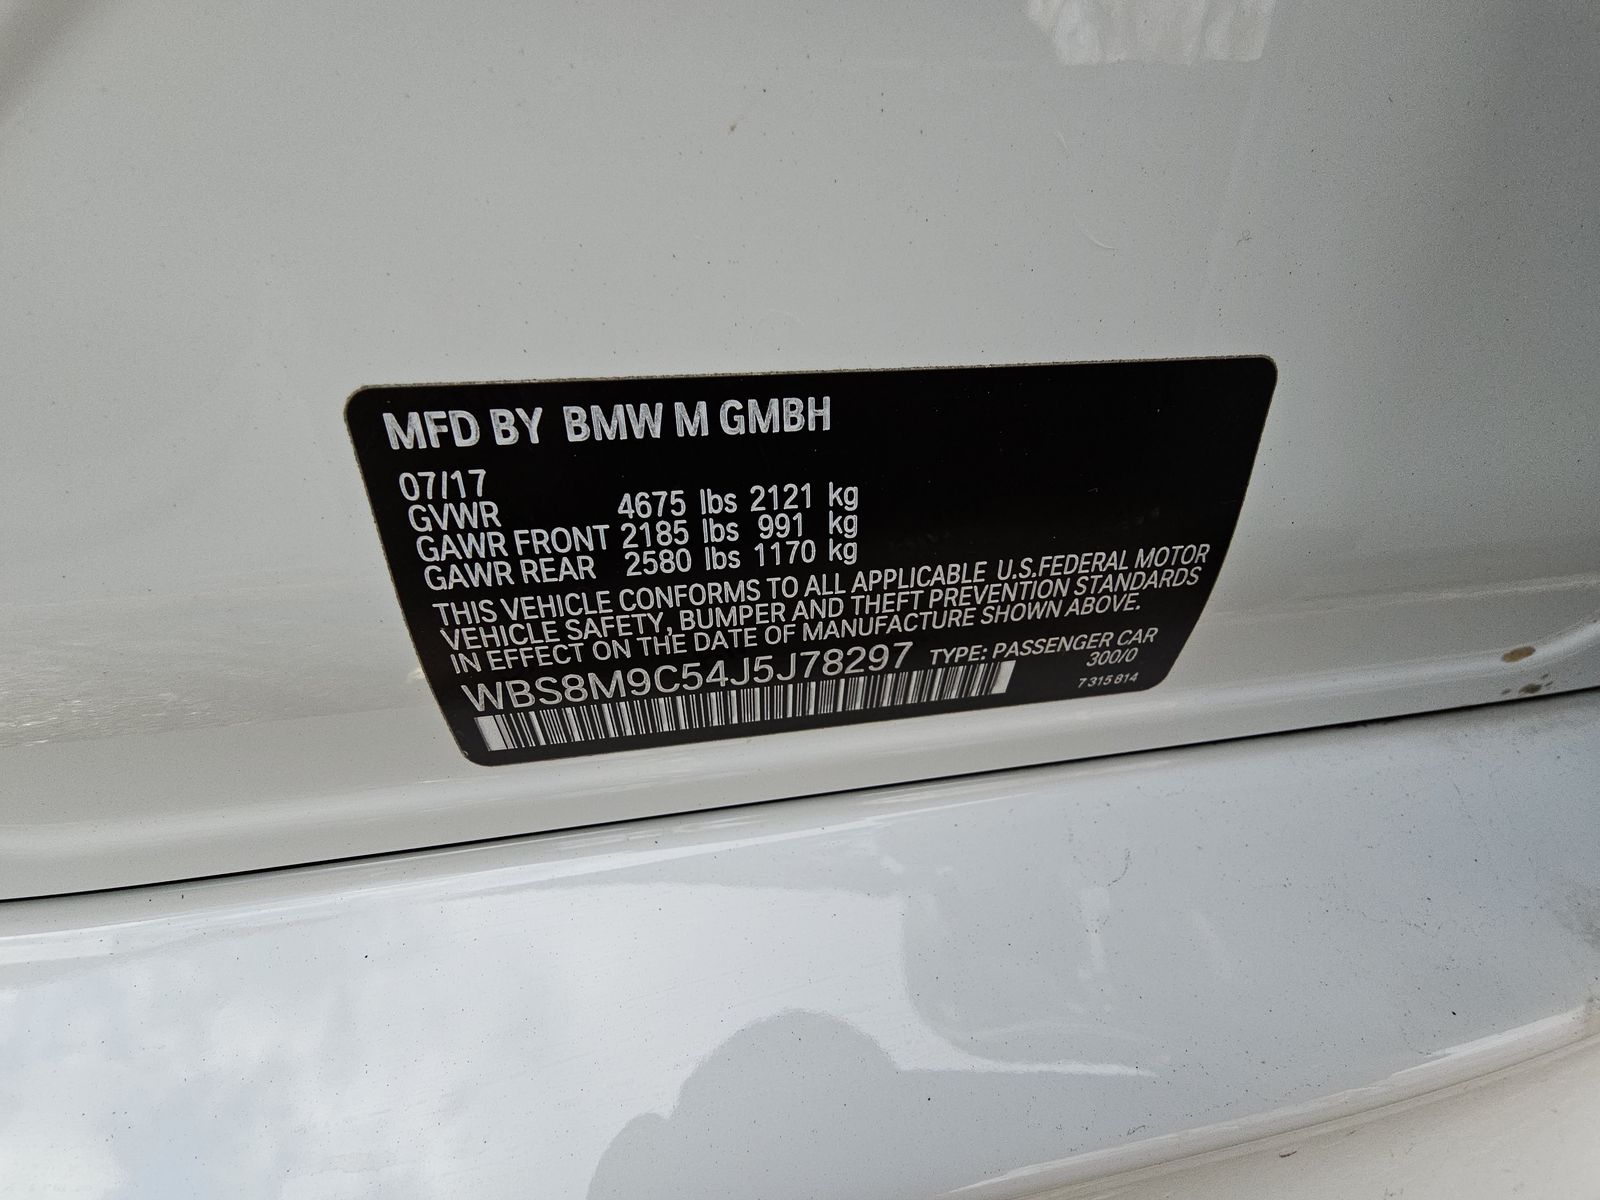 MFD BY BMW M GMBH
07/17
GVWR 4675 lbs 2121 kg
GAWR FRONT 2185 lbs 991 kg
GAWR REAR 2580 lbs 1170 kg
THIS VEHICLE CONFORMS TO ALL APPLICABLE U.S.FEDERAL MOTOR
VEHICLE SAFETY, BUMPER AND THEFT PREVENTION STANDARDS
IN EFFECT ON THE DATE OF MANUFACTURE SHOWN ABOVE.
WBS8M9C54J5J78297 TYPE: PASSENGER CAR
300/0
7 315 814